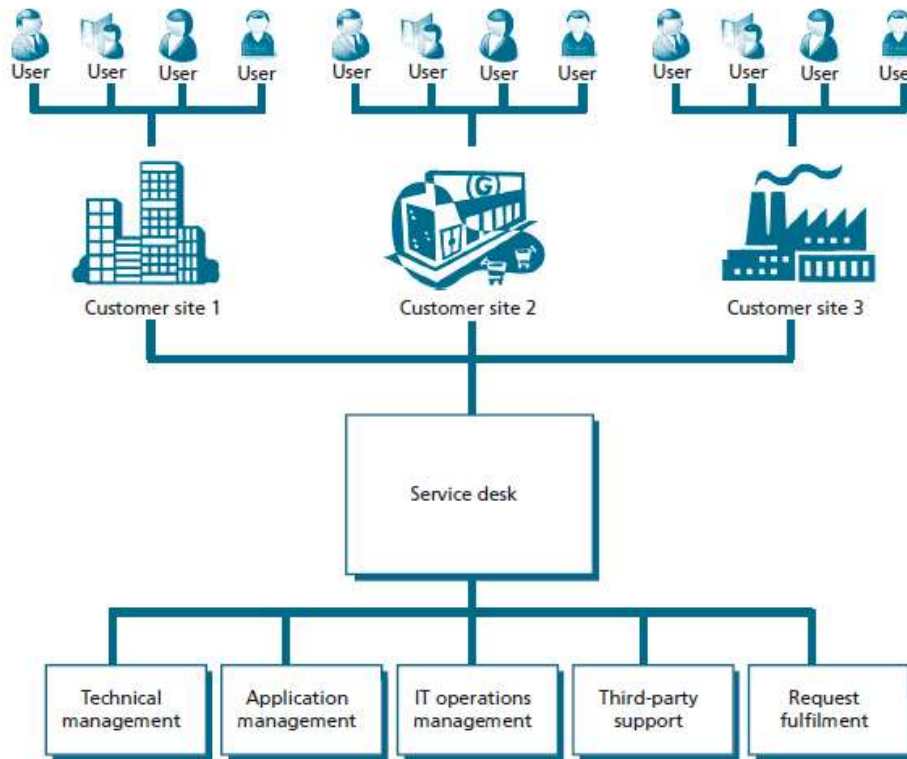 User User User User User User User User User User User Use
G
Customer site 1 Customer site 2 Customer site 3
Service desk
Technical Application IT operations Third-party Request
management management management support fulfilment